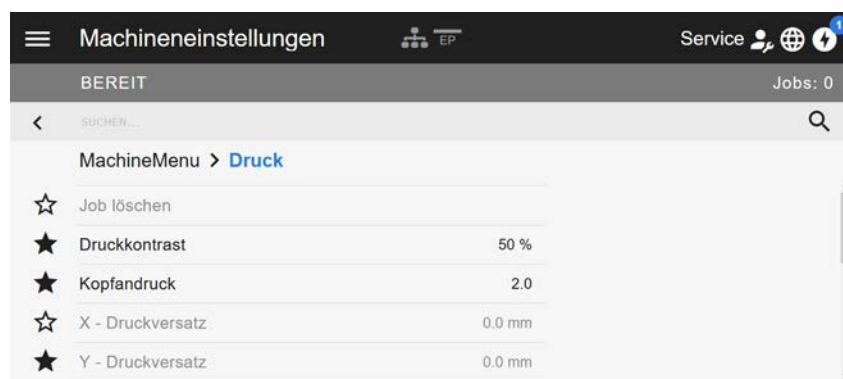 Machineneinstellungen EP Service 1
BEREIT Jobs: 0
SUCHEN...
MachineMenu > Druck
Job löschen
Druckkontrast 50 %
Kopfandruck 2.0
X - Druckversatz 0.0 mm
Y - Druckversatz 0.0 mm